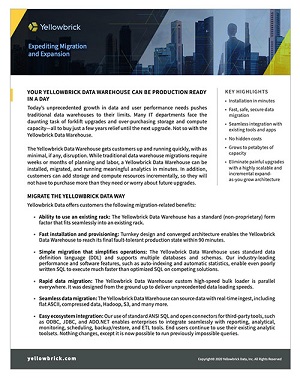 Yellowbrick
Expediting Migration
and Expansion
YOUR YELLOWBRICK DATA WAREHOUSE CAN BE PRODUCTION READY
IN A DAY
Today's unprecedented growth in data and user performance needs pushes
traditional data warehouses to their limits. Many IT departments face the
daunting task of forklift upgrades and over-purchasing storage and compute
capacity—all to buy just a few years relief until the next upgrade. Not so with the
Yellowbrick Data Warehouse.
The Yellowbrick Data Warehouse gets customers up and running quickly, with as
minimal, if any, disruption. While traditional data warehouse migrations require
weeks or months of planning and labor, a Yellowbrick Data Warehouse can be
installed, migrated, and running meaningful analytics in minutes. In addition,
customers can add storage and compute resources incrementally, so they will
not have to purchase more than they need or worry about future upgrades.
KEY HIGHLIGHTS
• Installation in minutes
• Fast, safe, secure data
migration
• Seamless integration with
existing tools and apps
• No hidden costs
• Grows to petabytes of
capacity
• Eliminate painful upgrades
with a highly scalable and
incremental expand-
as-you grow architecture
MIGRATE THE YELLOWBRICK DATA WAY
Yellowbrick Data offers customers the following migration-related benefits:
• Ability to use an existing rack: The Yellowbrick Data Warehouse has a standard (non-proprietary) form
factor that fits seamlessly into an existing rack.
• Fast installation and provisioning: Turnkey design and converged architecture enables the Yellowbrick
Data Warehouse to reach its final fault-tolerant production state within 90 minutes.
• Simple migration that simplifies operations: The Yellowbrick Data Warehouse uses standard data
definition language (DDL) and supports multiple databases and schemas. Our industry-leading
performance and software features, such as auto-indexing and automatic statistics, enable even poorly
written SQL to execute much faster than optimized SQL on competing solutions.
• Rapid data migration: The Yellowbrick Data Warehouse custom high-speed bulk loader is parallel
everywhere. It was designed from the ground up to deliver unprecedented data loading speeds.
• Seamless data migration: The Yellowbrick Data Warehouse can source data with real-time ingest, including
flat ASCII, compressed data, Hadoop, S3, and many more.
• Easy ecosystem integration: Our use of standard ANSI SQL and open connectors for third-party tools, such
as ODBC, JDBC, and ADO.NET enables enterprises to integrate seamlessly with reporting, analytical,
monitoring, scheduling, backup/restore, and ETL tools. End users continue to use their existing analytic
toolsets. Nothing changes, except it is now possible to run previously impossible queries.
yellowbrick.com
Copyright© 2020 Yellowbrick Data, Inc. All Rights Reserved